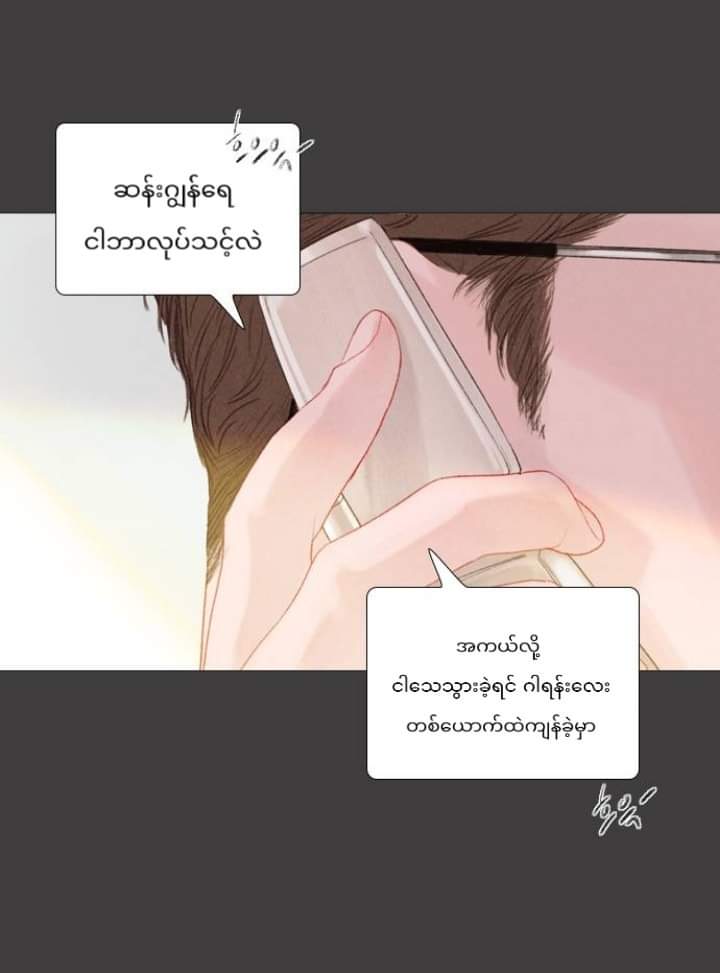 ဆန်းဂျွန်ရေ
ငါဘာလုပ်သင့်လဲ
အကယ်လို့
ငါသေသွားခဲ့ရင် ဂါရန်းလေး
တစ်ယောက်ထဲကျန်ခဲ့မှာ